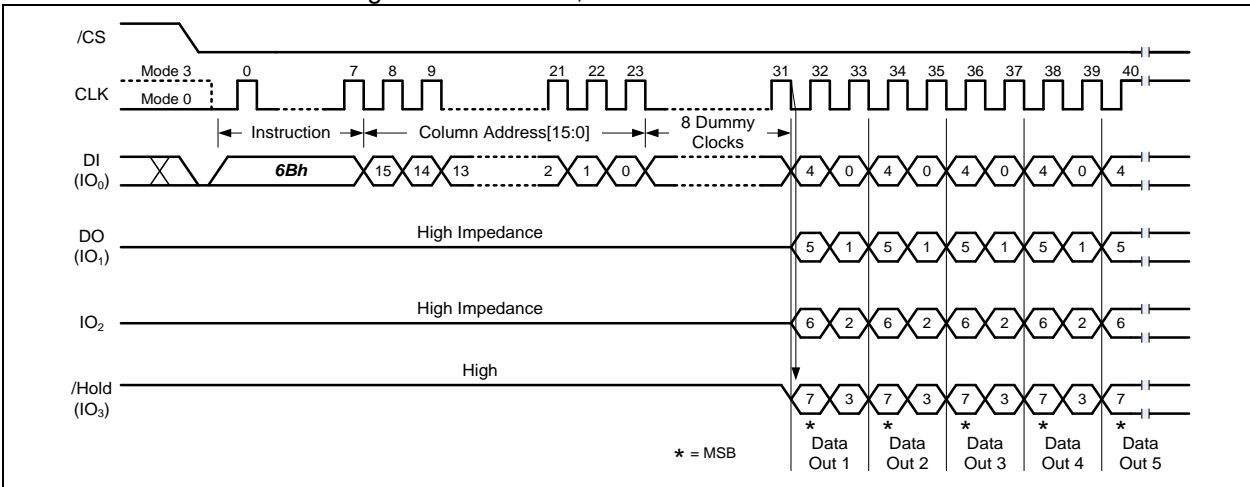 /CS
Mode 3 0 7 8 9 21 22 23 31 32 33 34 35 36 37 38 39 40
CLK
Mode 0
Instruction Column Address[15:0] 8 Dummy
Clocks
DI
(IO₀)
6Bh 15 14 13 2 1 0 4 0 4 0 4 0 4 0 4
DO
(IO₁)
High Impedance 5 1 5 1 5 1 5 1 5
IO₂ High Impedance 6 2 6 2 6 2 6 2 6
/Hold
(IO₃)
High 7 3 7 3 7 3 7 3 7
* * * * *
* = MSB
Data Data Data Data Data
Out 1 Out 2 Out 3 Out 4 Out 5